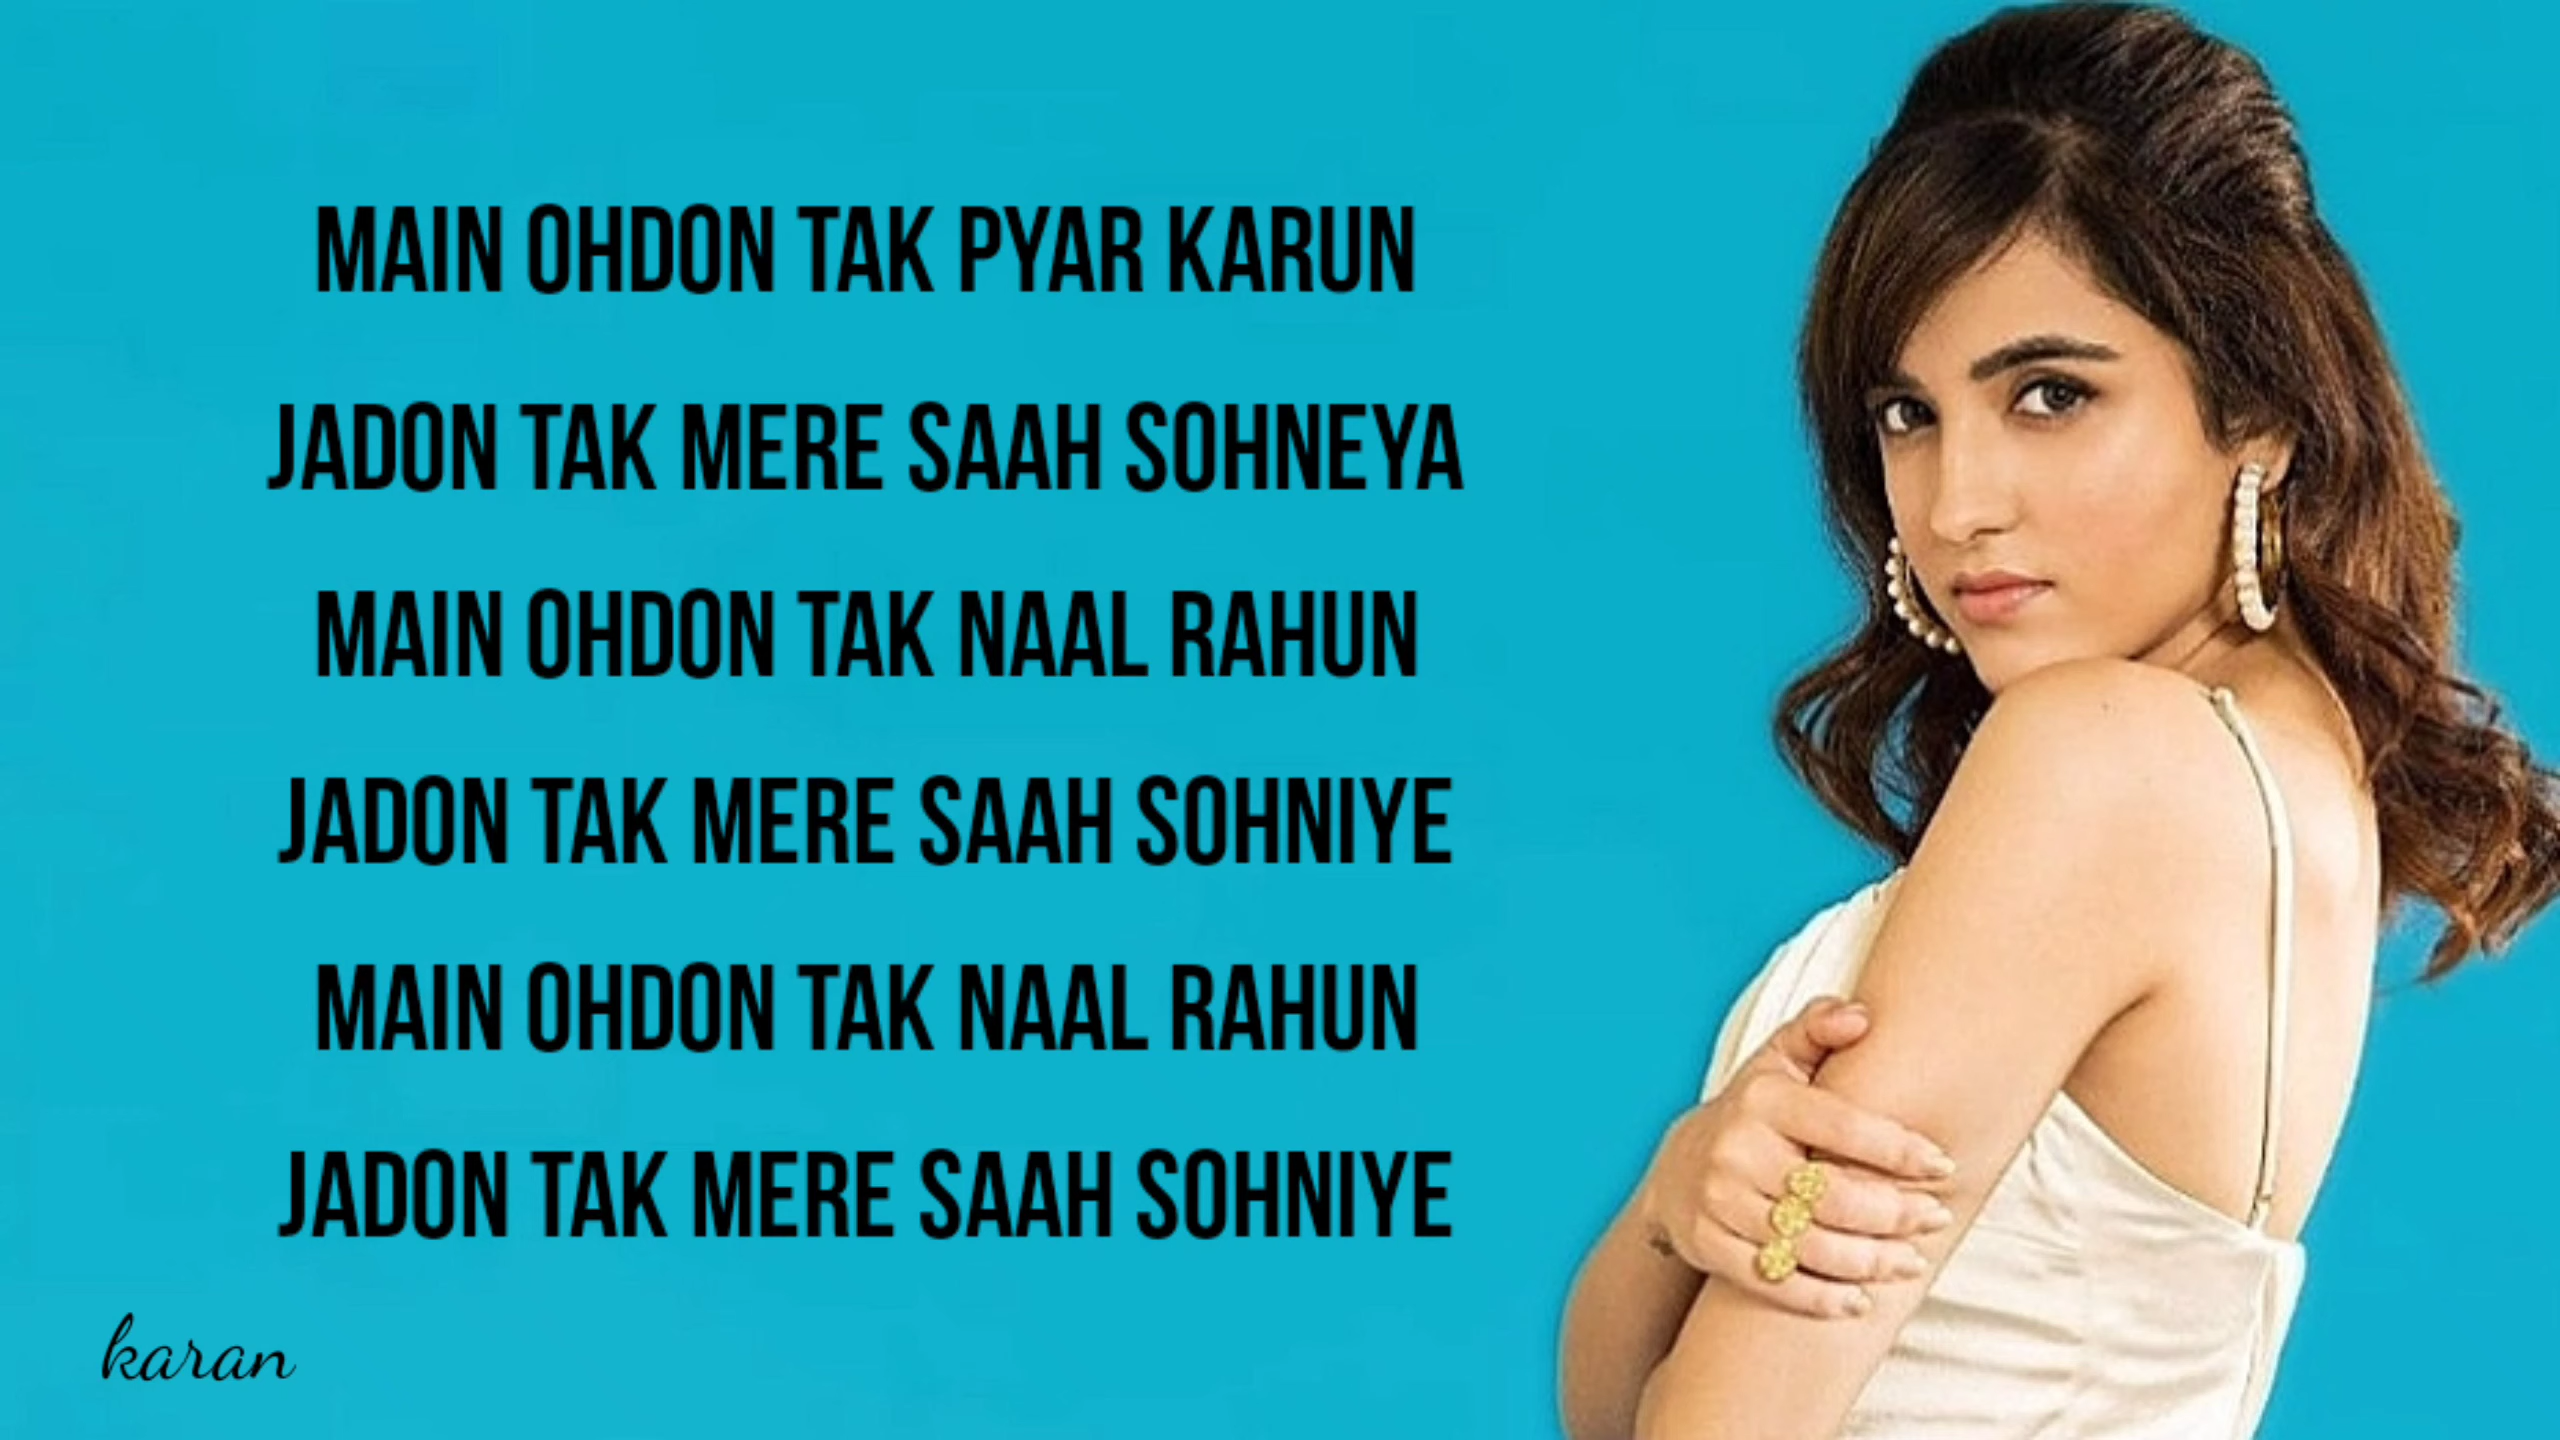 MAIN OHDON TAK PYAR KARUN
JADON TAK MERE SAAH SOHNEYA
MAIN OHDON TAK NAAL RAHUN
JADON TAK MERE SAAH SOHNIYE
MAIN OHDON TAK NAAL RAHUN
JADON TAK MERE SAAH SOHNIYE
karan